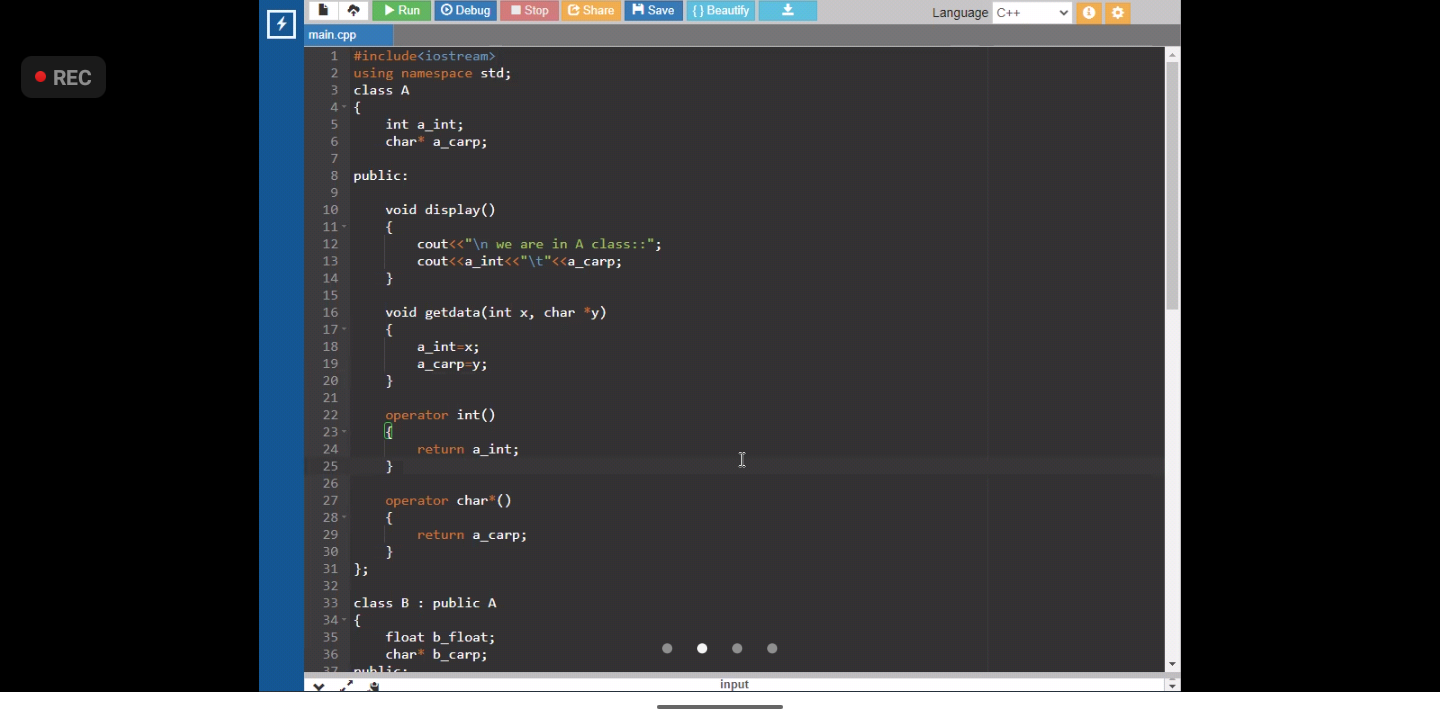 REC
Run Debug Stop Share Save { } Beautify Language C++
main.cpp
1 #include<iostream>
2 using namespace std;
3 class A
4 {
5 int a_int;
6 char* a_carp;
7
8 public:
9
10 void display()
11 {
12 cout<<"\n we are in A class::";
13 cout<<a_int<<"\t"<<a_carp;
14 }
15
16 void getdata(int x, char *y)
17 {
18 a_int=x;
19 a_carp=y;
20 }
21
22 operator int()
23 {
24 return a_int;
25 }
26
27 operator char*()
28 {
29 return a_carp;
30 }
31 };
32
33 class B : public A
34 {
35 float b_float;
36 char* b_carp;
37 public:
input